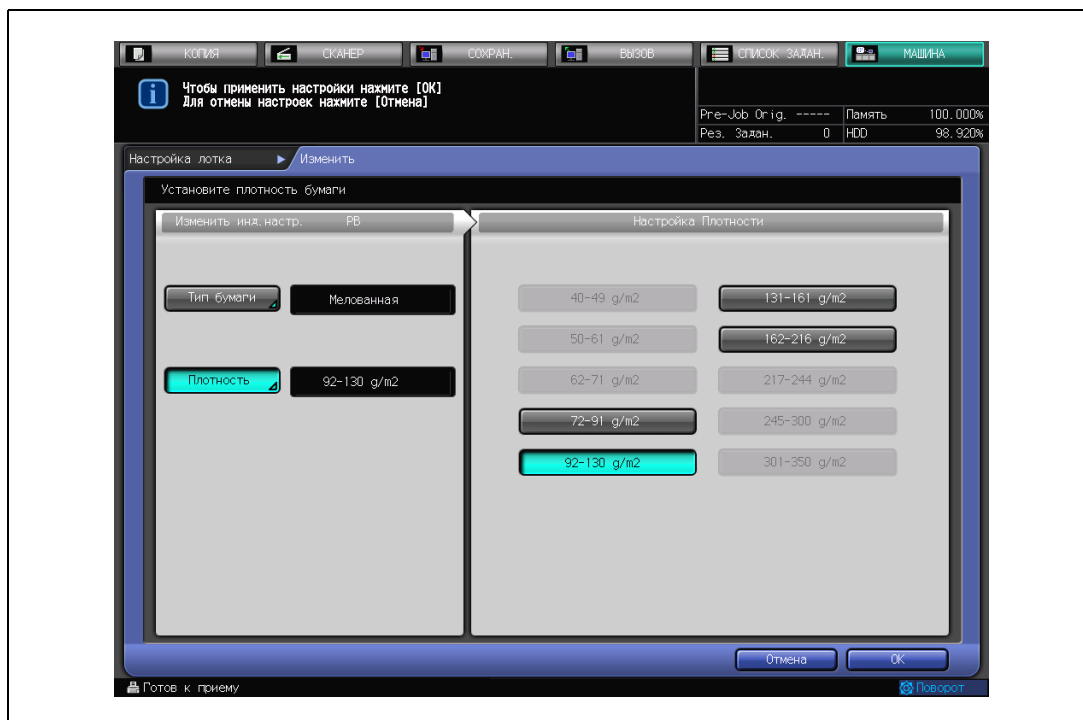 КОПИЯ СКАНЕР СОХРАН. ВЫЗОВ СПИСОК ЗАДАН. МАШИНА
Чтобы применить настройки нажмите [OK]
Для отмены настроек нажмите [Отмена]
Pre-Job Orig. ----- Память 100.000%
Рез. Задан. 0 HDD 98.920%
Настройка лотка Изменить
Установите плотность бумаги
Изменить инд.настр. PB
Настройка Плотности
Тип бумаги Мелованная
Плотность 92-130 g/m2
40-49 g/m2 131-161 g/m2
50-61 g/m2 162-216 g/m2
62-71 g/m2 217-244 g/m2
72-91 g/m2 245-300 g/m2
92-130 g/m2 301-350 g/m2
Отмена OK
Готов к приему Поворот